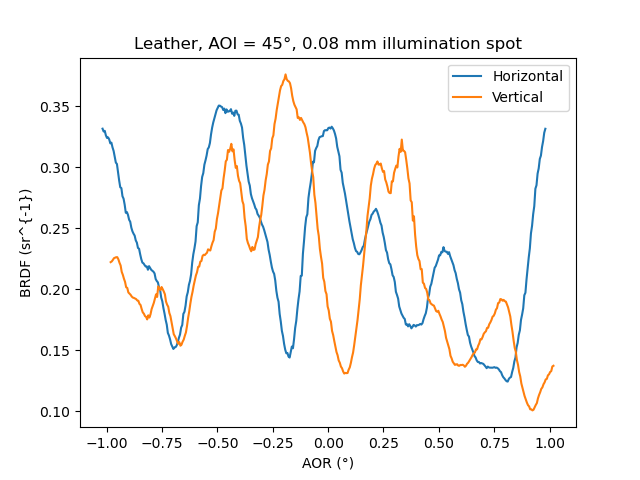 Leather, AOI = 45°, 0.08 mm illumination spot
Horizontal
Vertical
BRDF (sr^{-1})
0.35
0.30
0.25
0.20
0.15
0.10
−1.00 −0.75 −0.50 −0.25 0.00 0.25 0.50 0.75 1.00
AOR (°)